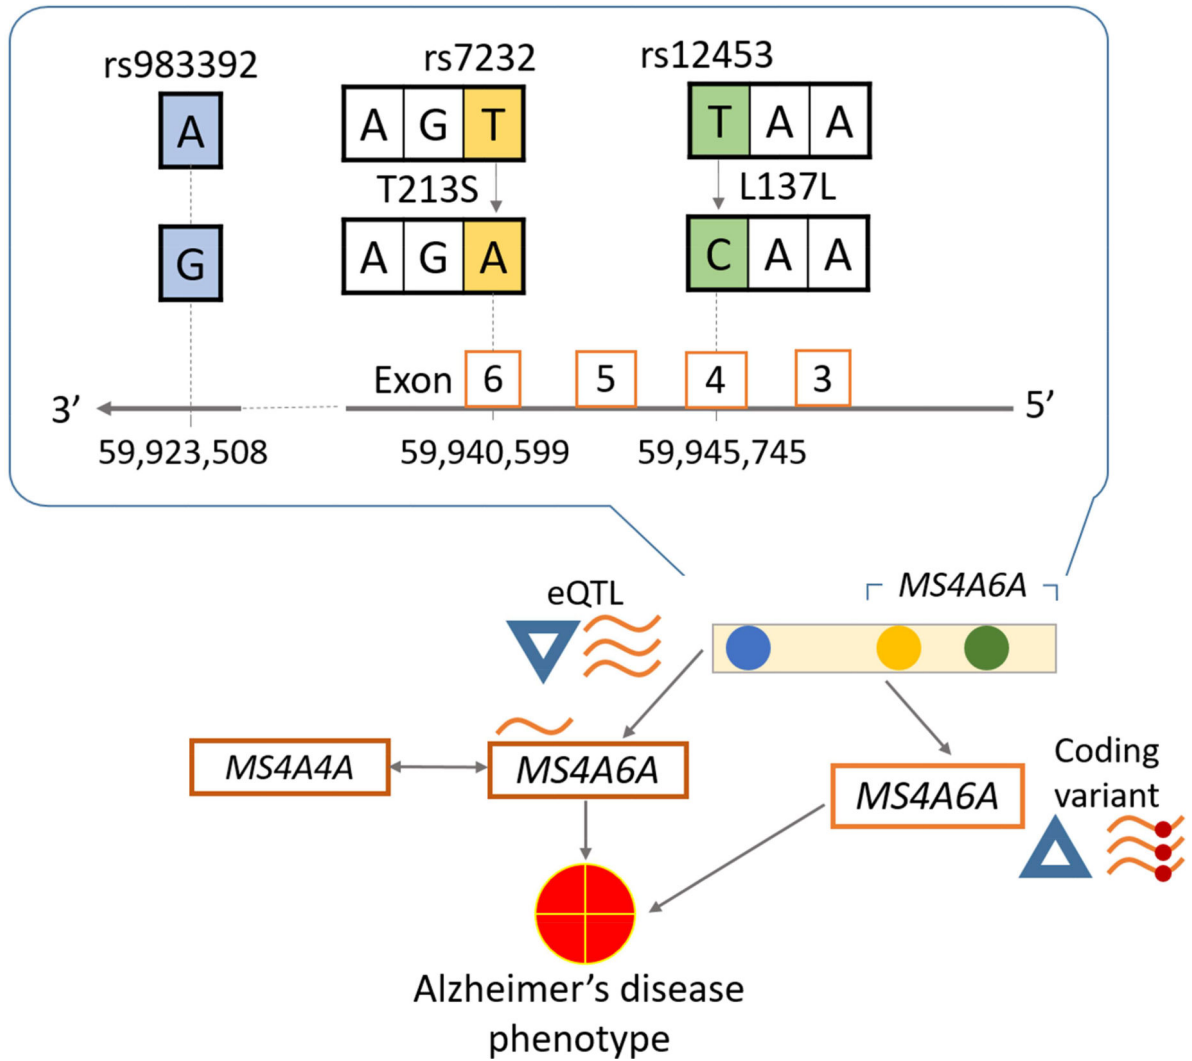 rs983392 rs7232 rs12453
A A G T T A A
T213S L137L
G A G A C A A
Exon 6 5 4 3
3’ 5’
59,923,508 59,940,599 59,945,745
MS4A6A
eQTL
MS4A4A MS4A6A
MS4A6A
Coding
variant
Alzheimer’s disease
phenotype